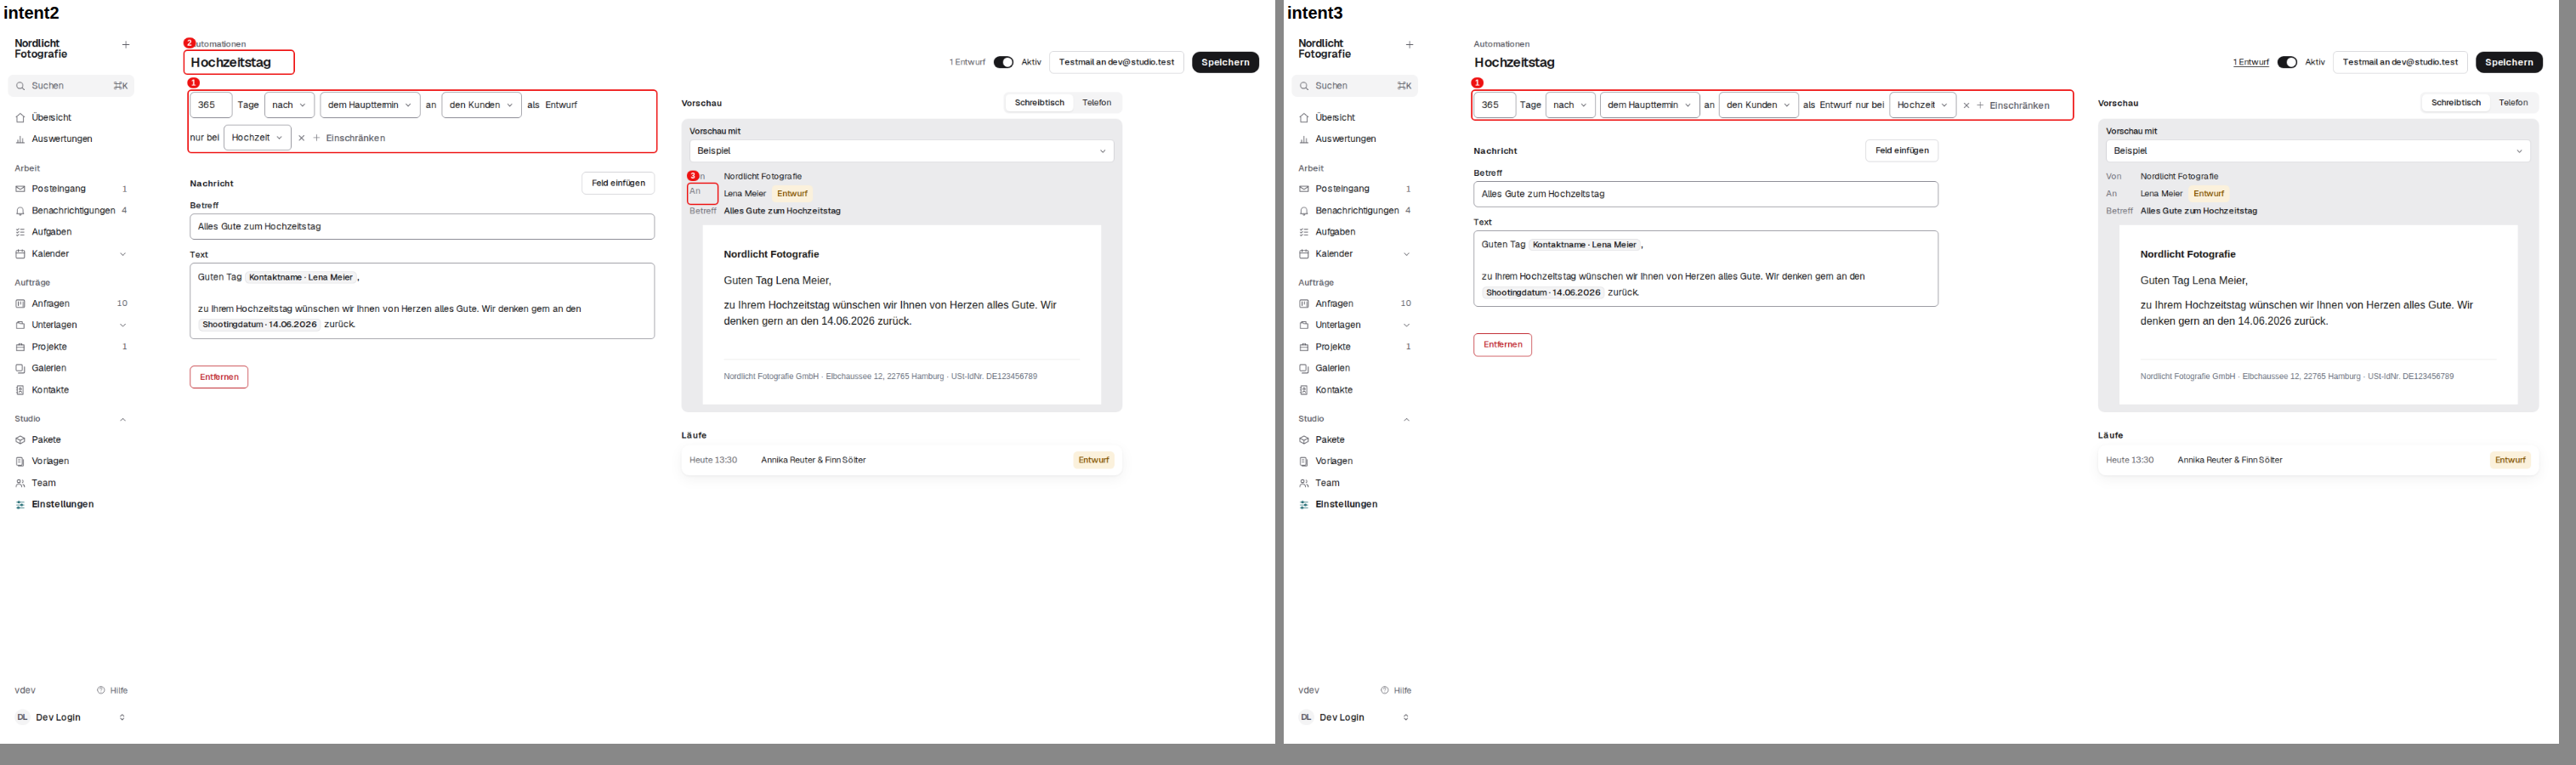 intent2
Nordlicht
Fotografie
Suchen ⌘K
Übersicht
Auswertungen
Arbeit
Posteingang 1
Benachrichtigungen 4
Aufgaben
Kalender
Aufträge
Anfragen 10
Unterlagen
Projekte 1
Galerien
Kontakte
Studio
Pakete
Vorlagen
Team
Einstellungen
vdev Hilfe
DL Dev Login
2 utomationen
Hochzeitstag
1 Entwurf Aktiv Testmail an dev@studio.test Speichern
1
365 Tage nach dem Haupttermin an den Kunden als Entwurf
nur bei Hochzeit × + Einschränken
Nachricht Feld einfügen
Betreff
Alles Gute zum Hochzeitstag
Text
Guten Tag Kontaktname · Lena Meier,
zu Ihrem Hochzeitstag wünschen wir Ihnen von Herzen alles Gute. Wir denken gern an den
Shootingdatum · 14.06.2026 zurück.
Entfernen
Vorschau Schreibtisch Telefon
Vorschau mit
Beispiel
3 n Nordlicht Fotografie
An Lena Meier Entwurf
Betreff Alles Gute zum Hochzeitstag
Nordlicht Fotografie
Guten Tag Lena Meier,
zu Ihrem Hochzeitstag wünschen wir Ihnen von Herzen alles Gute. Wir
denken gern an den 14.06.2026 zurück.
Nordlicht Fotografie GmbH · Elbchaussee 12, 22765 Hamburg · USt-IdNr. DE123456789
Läufe
Heute 13:30 Annika Reuter & Finn Sölter Entwurf
intent3
Nordlicht
Fotografie
Suchen ⌘K
Übersicht
Auswertungen
Arbeit
Posteingang 1
Benachrichtigungen 4
Aufgaben
Kalender
Aufträge
Anfragen 10
Unterlagen
Projekte 1
Galerien
Kontakte
Studio
Pakete
Vorlagen
Team
Einstellungen
vdev Hilfe
DL Dev Login
Automationen
Hochzeitstag
1 Entwurf Aktiv Testmail an dev@studio.test Speichern
1
365 Tage nach dem Haupttermin an den Kunden als Entwurf nur bei Hochzeit × + Einschränken
Nachricht Feld einfügen
Betreff
Alles Gute zum Hochzeitstag
Text
Guten Tag Kontaktname · Lena Meier,
zu Ihrem Hochzeitstag wünschen wir Ihnen von Herzen alles Gute. Wir denken gern an den
Shootingdatum · 14.06.2026 zurück.
Entfernen
Vorschau Schreibtisch Telefon
Vorschau mit
Beispiel
Von Nordlicht Fotografie
An Lena Meier Entwurf
Betreff Alles Gute zum Hochzeitstag
Nordlicht Fotografie
Guten Tag Lena Meier,
zu Ihrem Hochzeitstag wünschen wir Ihnen von Herzen alles Gute. Wir
denken gern an den 14.06.2026 zurück.
Nordlicht Fotografie GmbH · Elbchaussee 12, 22765 Hamburg · USt-IdNr. DE123456789
Läufe
Heute 13:30 Annika Reuter & Finn Sölter Entwurf